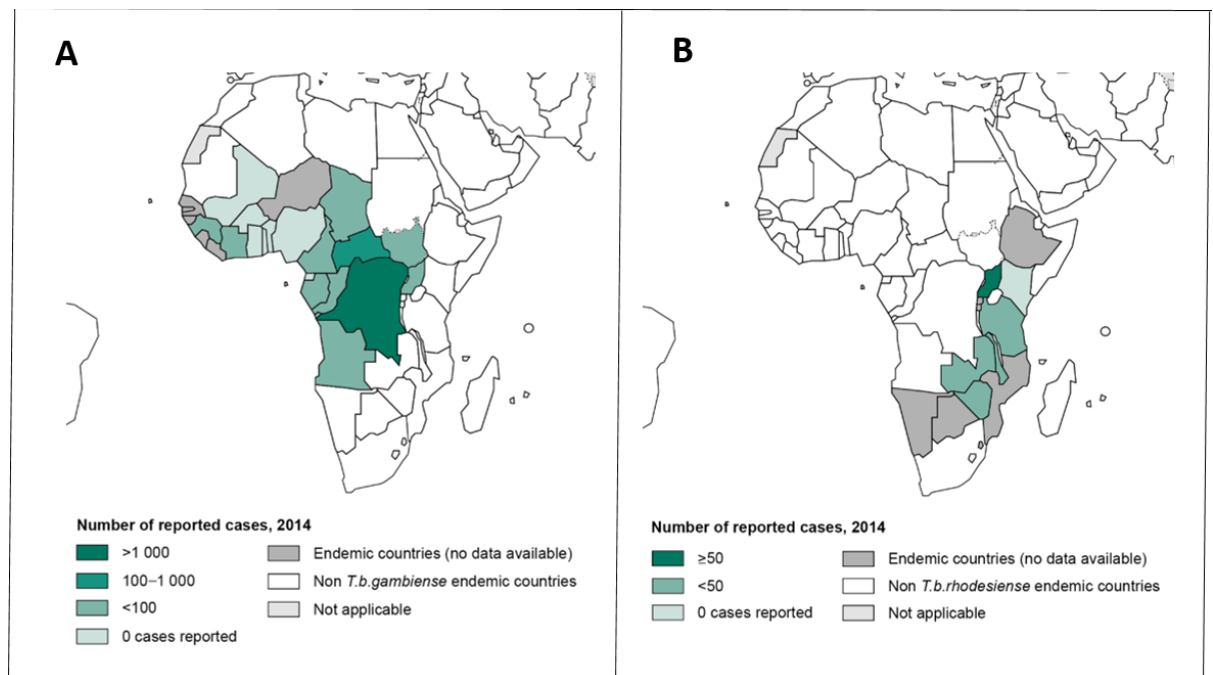 A
Number of reported cases, 2014
>1 000
100–1 000
<100
0 cases reported
Endemic countries (no data available)
Non T.b.gambiense endemic countries
Not applicable
B
Number of reported cases, 2014
≥50
<50
0 cases reported
Endemic countries (no data available)
Non T.b.rhodesiense endemic countries
Not applicable